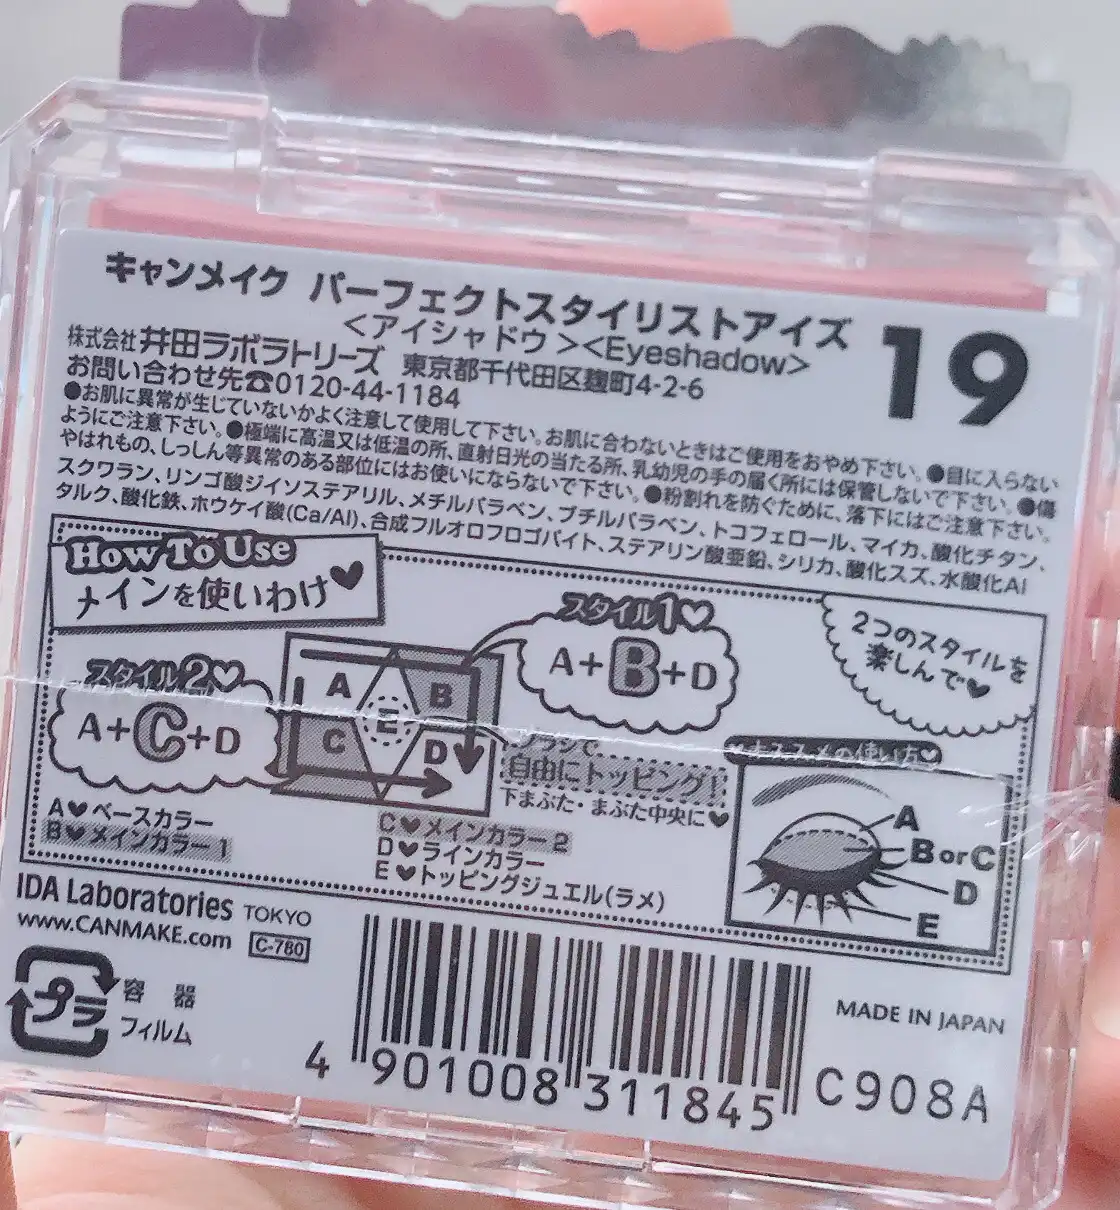 キャンメイク パーフェクトスタイリストアイズ
<アイシャドウ><Eyeshadow>
19
株式会社 井田ラボラトリーズ 東京都千代田区麹町4-2-6
お問い合わせ先☎0120-44-1184
●お肌に異常が生じていないかよく注意して使用して下さい。お肌に合わないときはご使用をおやめ下さい。●目に入らない
ようにご注意下さい。●極端に高温又は低温の所、直射日光の当たる所、乳幼児の手の届く所には保管しないで下さい。●傷
やはれもの、しっしん等異常のある部位にはお使いにならないで下さい。●粉割れを防ぐために、落下にはご注意下さい。
スクワラン、リンゴ酸ジイソステアリル、メチルパラベン、ブチルパラベン、トコフェロール、マイカ、酸化チタン、
タルク、酸化鉄、ホウケイ酸(Ca/Al)、合成フルオロフロゴパイト、ステアリン酸亜鉛、シリカ、酸化スズ、水酸化Al
How To Use
メインを使いわけ♥
スタイル1♡
A+B+D
2つのスタイルを
楽しんで♥
スタイル2♡
A+C+D
A
B
E
C
D
ブラシで、
自由にトッピング!
下まぶた・まぶた中央に♥
♥オススメの使い方♥
A
B or C
D
E
A♥ベースカラー
B♥メインカラー1
C♥メインカラー2
D♥ラインカラー
E♥トッピングジュエル(ラメ)
IDA Laboratories TOKYO
www.CANMAKE.com C-780
プラ
容 器
フィルム
MADE IN JAPAN
4 901008 311845
C908A